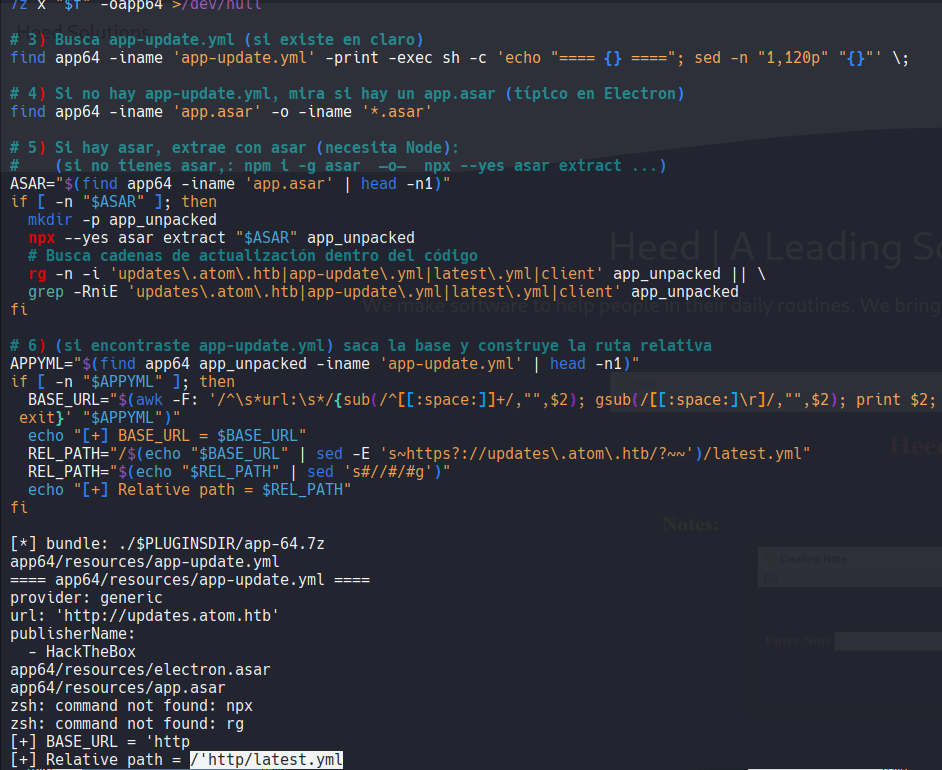 7z x "$f" -oapp64 >/dev/null
# 3) Busca app-update.yml (si existe en claro)
find app64 -iname 'app-update.yml' -print -exec sh -c 'echo "==== {} ===="; sed -n "1,120p" "{}"' \;
# 4) Si no hay app-update.yml, mira si hay un app.asar (típico en Electron)
find app64 -iname 'app.asar' -o -iname '*.asar'
# 5) Si hay asar, extrae con asar (necesita Node):
#    (si no tienes asar,: npm i -g asar  —o—  npx --yes asar extract ...)
ASAR="$(find app64 -iname 'app.asar' | head -n1)"
if [ -n "$ASAR" ]; then
  mkdir -p app_unpacked
  npx --yes asar extract "$ASAR" app_unpacked
  # Busca cadenas de actualización dentro del código
  rg -n -i 'updates\.atom\.htb|app-update\.yml|latest\.yml|client' app_unpacked || \
  grep -RniE 'updates\.atom\.htb|app-update\.yml|latest\.yml|client' app_unpacked
fi
# 6) (si encontraste app-update.yml) saca la base y construye la ruta relativa
APPYML="$(find app64 app_unpacked -iname 'app-update.yml' | head -n1)"
if [ -n "$APPYML" ]; then
  BASE_URL="$(awk -F: '/^\s*url:\s*/{sub(/^[[:space:]]+/,"",$2); gsub(/[[:space:]\r]/,"",$2); print $2;
 exit}' "$APPYML")"
  echo "[+] BASE_URL = $BASE_URL"
  REL_PATH="/$(echo "$BASE_URL" | sed -E 's~https?://updates\.atom\.htb/?~~')/latest.yml"
  REL_PATH="$(echo "$REL_PATH" | sed 's#//#/#g')"
  echo "[+] Relative path = $REL_PATH"
fi
[*] bundle: ./$PLUGINSDIR/app-64.7z
app64/resources/app-update.yml
==== app64/resources/app-update.yml ====
provider: generic
url: 'http://updates.atom.htb'
publisherName:
  - HackTheBox
app64/resources/electron.asar
app64/resources/app.asar
zsh: command not found: npx
zsh: command not found: rg
[+] BASE_URL = 'http
[+] Relative path = /'http/latest.yml
Heed Solutions
Heed | A Leading So
We make software to help people in their daily routines. We bring
Heed
Notes:
Creating Note
File
Enter Note